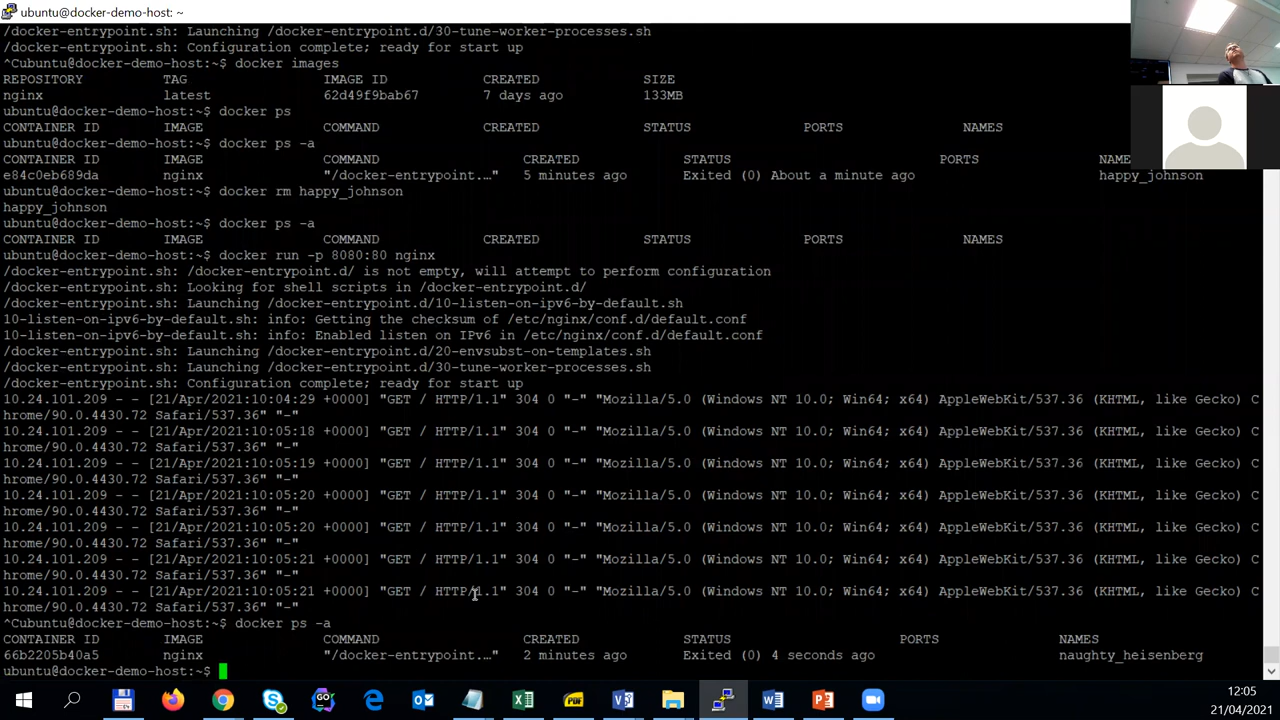 ubuntu@docker-demo-host: ~
/docker-entrypoint.sh: Launching /docker-entrypoint.d/30-tune-worker-processes.sh
/docker-entrypoint.sh: Configuration complete; ready for start up
^Cubuntu@docker-demo-host:~$ docker images
REPOSITORY TAG IMAGE ID CREATED SIZE
nginx latest 62d49f9bab67 7 days ago 133MB
ubuntu@docker-demo-host:~$ docker ps
CONTAINER ID IMAGE COMMAND CREATED STATUS PORTS NAMES
ubuntu@docker-demo-host:~$ docker ps -a
CONTAINER ID IMAGE COMMAND CREATED STATUS PORTS NAME
e84c0eb689da nginx "/docker-entrypoint.…" 5 minutes ago Exited (0) About a minute ago happy_johnson
ubuntu@docker-demo-host:~$ docker rm happy_johnson
happy_johnson
ubuntu@docker-demo-host:~$ docker ps -a
CONTAINER ID IMAGE COMMAND CREATED STATUS PORTS NAMES
ubuntu@docker-demo-host:~$ docker run -p 8080:80 nginx
/docker-entrypoint.sh: /docker-entrypoint.d/ is not empty, will attempt to perform configuration
/docker-entrypoint.sh: Looking for shell scripts in /docker-entrypoint.d/
/docker-entrypoint.sh: Launching /docker-entrypoint.d/10-listen-on-ipv6-by-default.sh
10-listen-on-ipv6-by-default.sh: info: Getting the checksum of /etc/nginx/conf.d/default.conf
10-listen-on-ipv6-by-default.sh: info: Enabled listen on IPv6 in /etc/nginx/conf.d/default.conf
/docker-entrypoint.sh: Launching /docker-entrypoint.d/20-envsubst-on-templates.sh
/docker-entrypoint.sh: Launching /docker-entrypoint.d/30-tune-worker-processes.sh
/docker-entrypoint.sh: Configuration complete; ready for start up
10.24.101.209 - - [21/Apr/2021:10:04:29 +0000] "GET / HTTP/1.1" 304 0 "-" "Mozilla/5.0 (Windows NT 10.0; Win64; x64) AppleWebKit/537.36 (KHTML, like Gecko) C
hrome/90.0.4430.72 Safari/537.36" "-"
10.24.101.209 - - [21/Apr/2021:10:05:18 +0000] "GET / HTTP/1.1" 304 0 "-" "Mozilla/5.0 (Windows NT 10.0; Win64; x64) AppleWebKit/537.36 (KHTML, like Gecko) C
hrome/90.0.4430.72 Safari/537.36" "-"
10.24.101.209 - - [21/Apr/2021:10:05:19 +0000] "GET / HTTP/1.1" 304 0 "-" "Mozilla/5.0 (Windows NT 10.0; Win64; x64) AppleWebKit/537.36 (KHTML, like Gecko) C
hrome/90.0.4430.72 Safari/537.36" "-"
10.24.101.209 - - [21/Apr/2021:10:05:20 +0000] "GET / HTTP/1.1" 304 0 "-" "Mozilla/5.0 (Windows NT 10.0; Win64; x64) AppleWebKit/537.36 (KHTML, like Gecko) C
hrome/90.0.4430.72 Safari/537.36" "-"
10.24.101.209 - - [21/Apr/2021:10:05:20 +0000] "GET / HTTP/1.1" 304 0 "-" "Mozilla/5.0 (Windows NT 10.0; Win64; x64) AppleWebKit/537.36 (KHTML, like Gecko) C
hrome/90.0.4430.72 Safari/537.36" "-"
10.24.101.209 - - [21/Apr/2021:10:05:21 +0000] "GET / HTTP/1.1" 304 0 "-" "Mozilla/5.0 (Windows NT 10.0; Win64; x64) AppleWebKit/537.36 (KHTML, like Gecko) C
hrome/90.0.4430.72 Safari/537.36" "-"
10.24.101.209 - - [21/Apr/2021:10:05:21 +0000] "GET / HTTP/1.1" 304 0 "-" "Mozilla/5.0 (Windows NT 10.0; Win64; x64) AppleWebKit/537.36 (KHTML, like Gecko) C
hrome/90.0.4430.72 Safari/537.36" "-"
^Cubuntu@docker-demo-host:~$ docker ps -a
CONTAINER ID IMAGE COMMAND CREATED STATUS PORTS NAMES
66b2205b40a5 nginx "/docker-entrypoint.…" 2 minutes ago Exited (0) 4 seconds ago naughty_heisenberg
ubuntu@docker-demo-host:~$
GO
PDF
12:05
21/04/2021